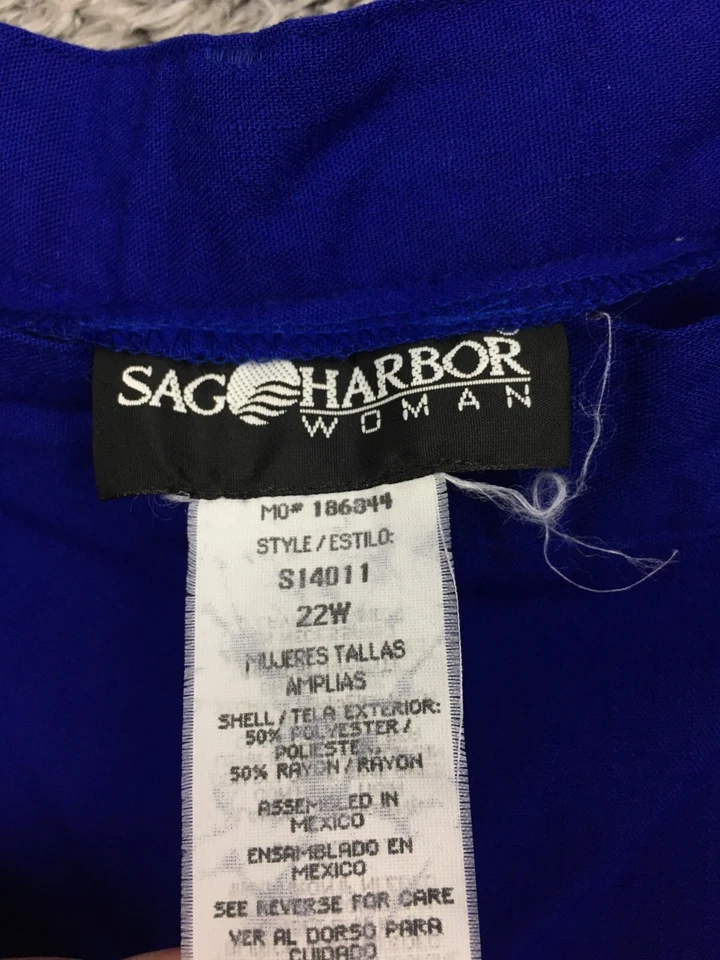 SAG HARBOR
WOMAN
MO# 186844
STYLE/ESTILO:
S14011
22W
MUJERES TALLAS
AMPLIAS
SHELL/TELA EXTERIOR:
50% POLYESTER/
POLIESTER,
50% RAYON/RAYON
ASSEMBLED IN
MEXICO
ENSAMBLADO EN
MEXICO
SEE REVERSE FOR CARE
VER AL DORSO PARA
CUIDADO